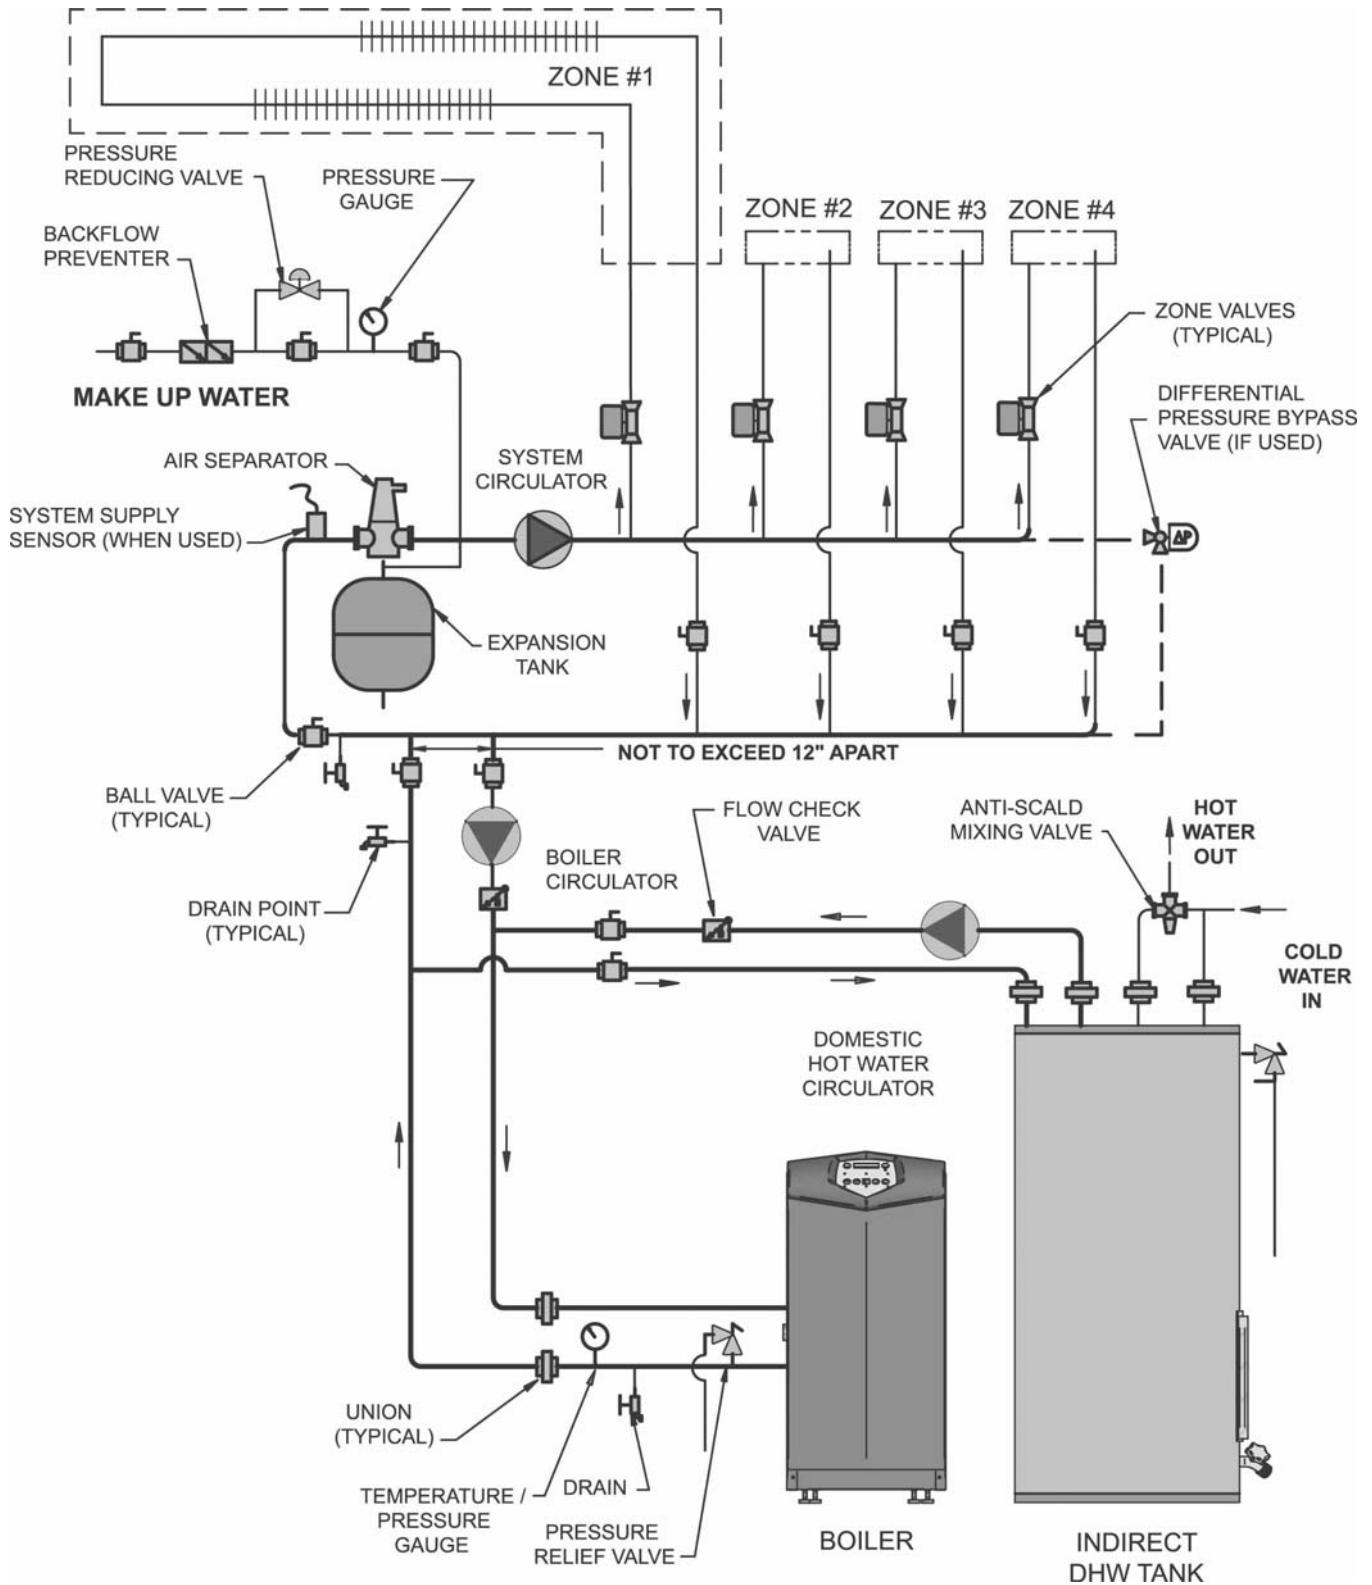 ZONE #1
PRESSURE
REDUCING VALVE
PRESSURE
GAUGE
ZONE #2
ZONE #3
ZONE #4
BACKFLOW
PREVENTER
ZONE VALVES
(TYPICAL)
MAKE UP WATER
DIFFERENTIAL
PRESSURE BYPASS
VALVE (IF USED)
AIR SEPARATOR
SYSTEM
CIRCULATOR
SYSTEM SUPPLY
SENSOR (WHEN USED)
ΔP
EXPANSION
TANK
NOT TO EXCEED 12" APART
BALL VALVE
(TYPICAL)
FLOW CHECK
VALVE
ANTI-SCALD
MIXING VALVE
HOT
WATER
OUT
BOILER
CIRCULATOR
DRAIN POINT
(TYPICAL)
COLD
WATER
IN
DOMESTIC
HOT WATER
CIRCULATOR
UNION
(TYPICAL)
TEMPERATURE /
PRESSURE
GAUGE
DRAIN
PRESSURE
RELIEF VALVE
BOILER
INDIRECT
DHW TANK